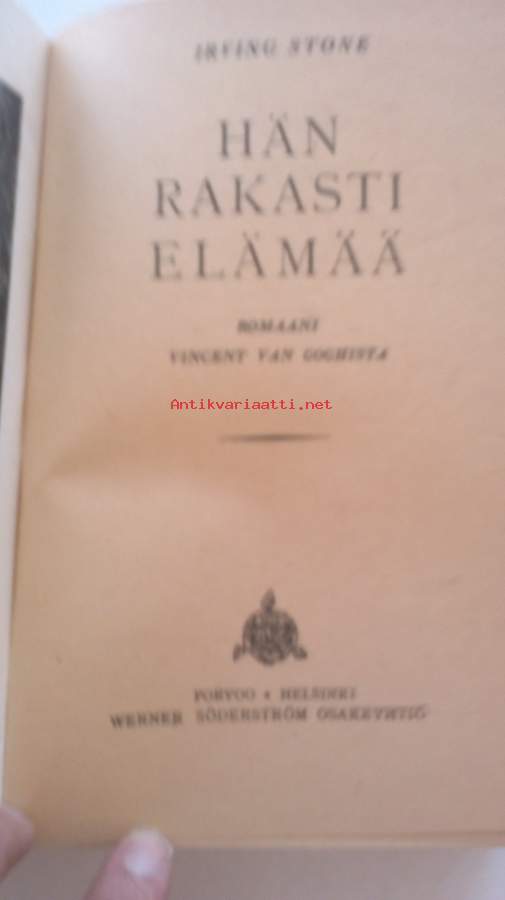 IRVING STONE
HÄN
RAKASTI
ELÄMÄÄ
ROMAANI
VINCENT VAN GOGHISTA
Antikvariaatti.net
PORVOO • HELSINKI
WERNER SÖDERSTRÖM OSAKEYHTIÖ